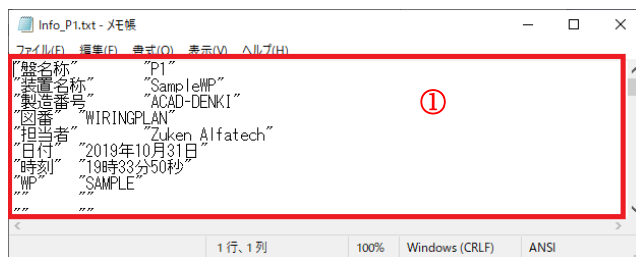 Info_P1.txt - メモ帳
ファイル(F) 編集(E) 書式(O) 表示(V) ヘルプ(H)
"盤名称" "P1"
"装置名称" "SampleWP"
"製造番号" "ACAD-DENKI"
"図番" "WIRINGPLAN"
"担当者" "Zuken Alfatech"
"日付" "2019年10月31日"
"時刻" "19時33分50秒"
"WP" "SAMPLE"
"" ""
"" ""
①
1行、1列 100% Windows (CRLF) ANSI